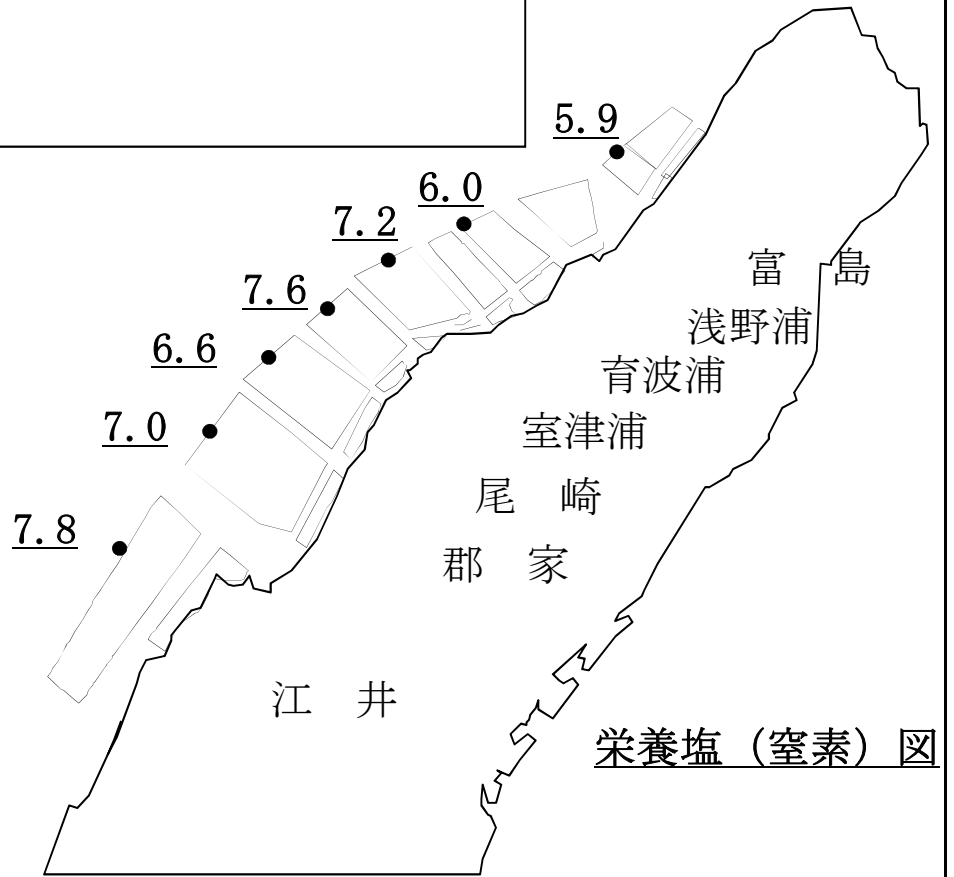 5.9
6.0
7.2
7.6
6.6
7.0
7.8
富　島
浅野浦
育波浦
室津浦
尾　崎
郡　家
江　井
栄養塩（窒素）図